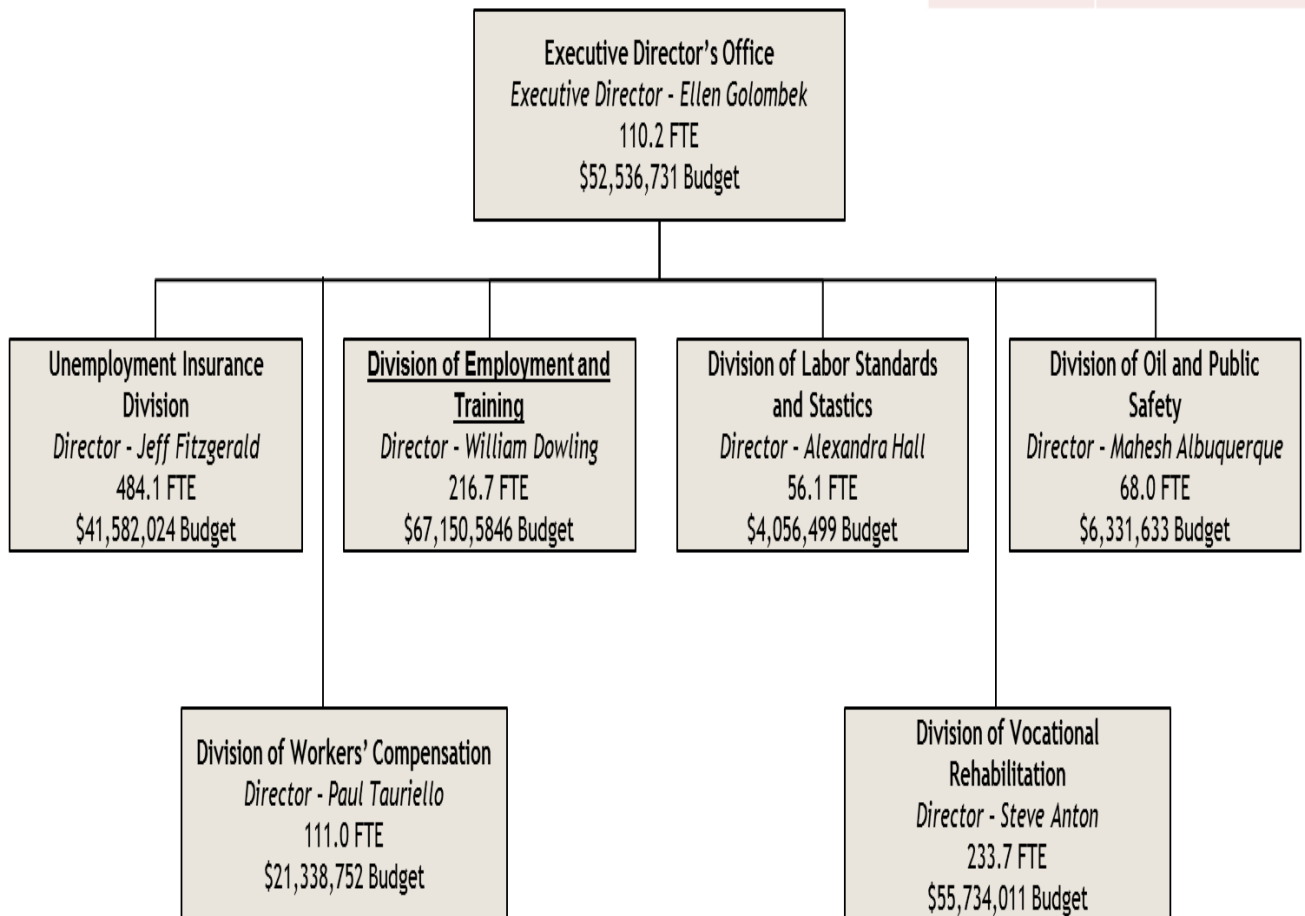 Executive Director’s Office
Executive Director - Ellen Golombek
110.2 FTE
$52,536,731 Budget
Unemployment Insurance
Division
Director - Jeff Fitzgerald
484.1 FTE
$41,582,024 Budget
Division of Employment and
Training
Director - William Dowling
216.7 FTE
$67,150,5846 Budget
Division of Labor Standards
and Stastics
Director - Alexandra Hall
56.1 FTE
$4,056,499 Budget
Division of Oil and Public
Safety
Director - Mahesh Albuquerque
68.0 FTE
$6,331,633 Budget
Division of Workers’ Compensation
Director - Paul Tauriello
111.0 FTE
$21,338,752 Budget
Division of Vocational
Rehabilitation
Director - Steve Anton
233.7 FTE
$55,734,011 Budget